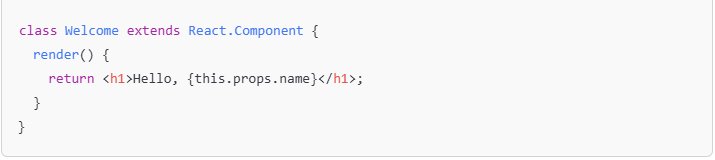 class Welcome extends React.Component {
  render() {
    return <h1>Hello, {this.props.name}</h1>;
  }
}